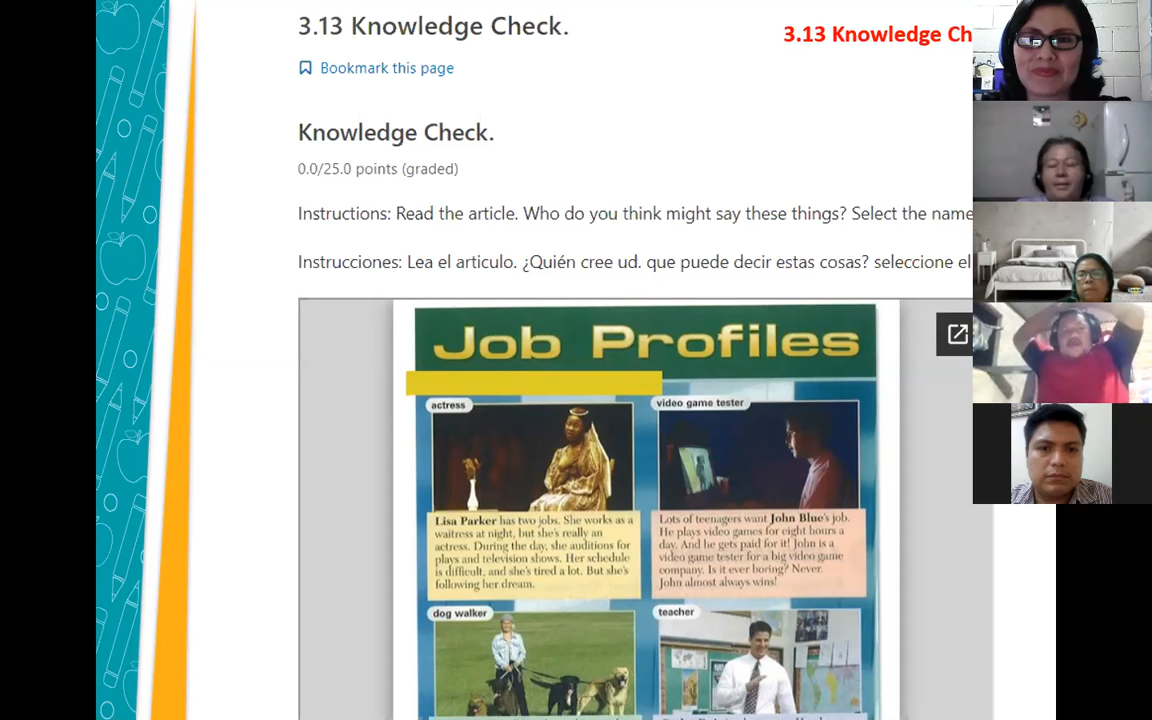 3.13 Knowledge Check.
3.13 Knowledge Ch
Bookmark this page
Knowledge Check.
0.0/25.0 points (graded)
Instructions: Read the article. Who do you think might say these things? Select the name
Instrucciones: Lea el articulo. ¿Quién cree ud. que puede decir estas cosas? seleccione el
Job Profiles
actress
video game tester
Lisa Parker has two jobs. She works as a
waitress at night, but she's really an
actress. During the day, she auditions for
plays and television shows. Her schedule
is difficult, and she's tired a lot. But she's
following her dream.
Lots of teenagers want John Blue's job.
He plays video games for eight hours a
day. And he gets paid for it! John is a
video game tester for a big video game
company. Is it ever boring? Never.
John almost always wins!
dog walker
teacher